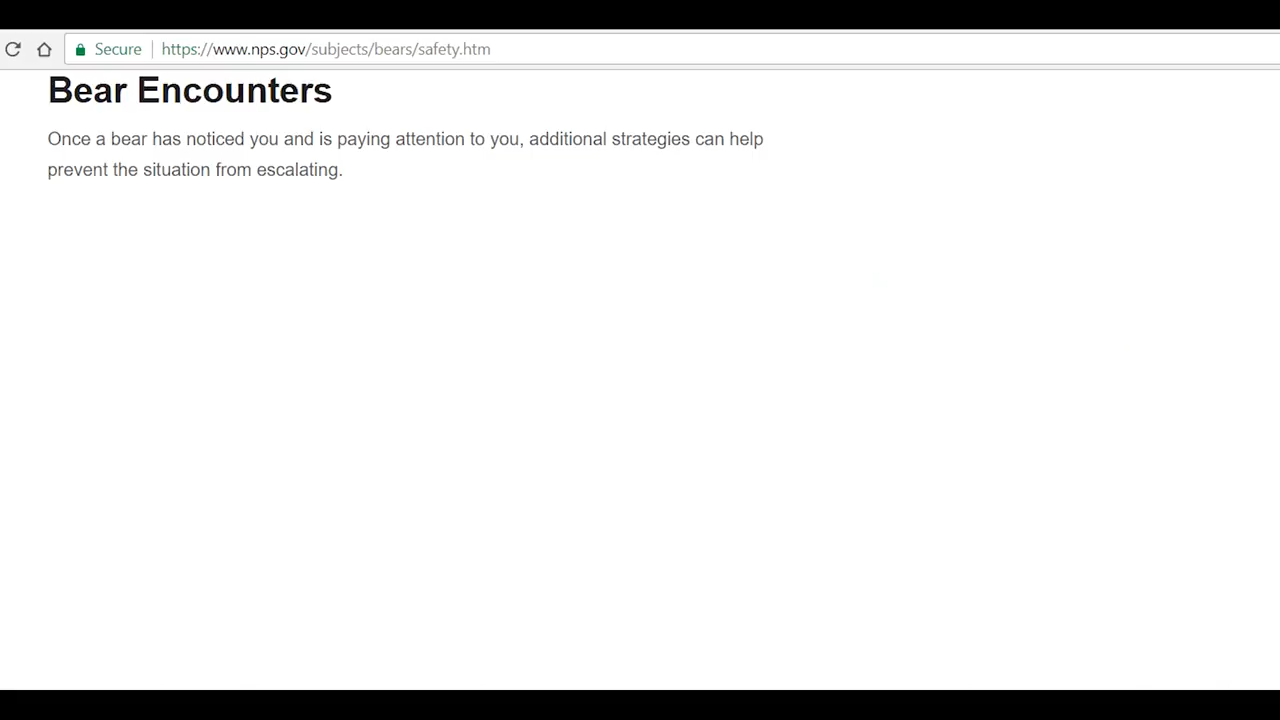 Secure | https://www.nps.gov/subjects/bears/safety.htm
Bear Encounters
Once a bear has noticed you and is paying attention to you, additional strategies can help
prevent the situation from escalating.